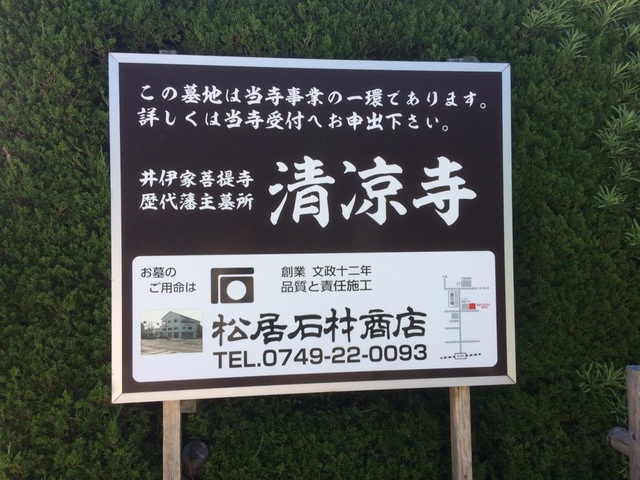 この墓地は当寺事業の一環であります。
詳しくは当寺受付へお申出下さい。
井伊家菩提寺
歴代藩主墓所
清凉寺
お墓の
ご用命は
創業 文政十二年
品質と責任施工
松居石材商店
TEL.0749-22-0093